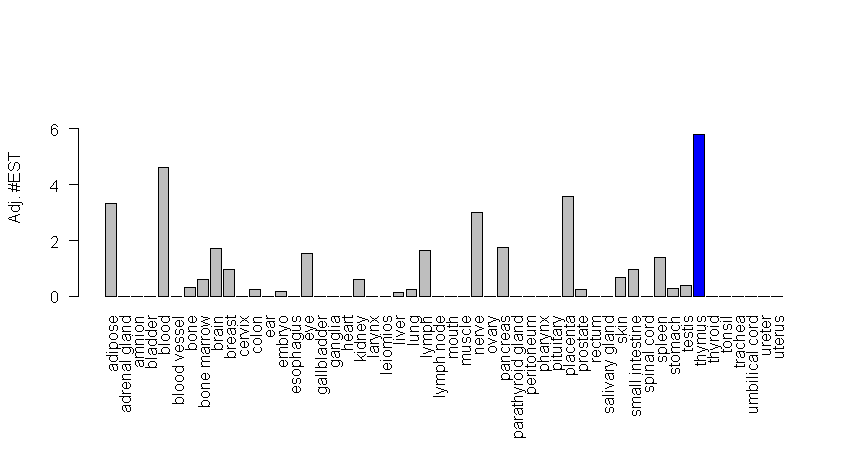 Adj. #EST
6
4
2
0
adipose
adrenal gland
amnion
bladder
blood
blood vessel
bone
bone marrow
brain
breast
cervix
colon
ear
embryo
esophagus
eye
gallbladder
ganglia
heart
kidney
larynx
leiomios
liver
lung
lymph
lymph node
mouth
muscle
nerve
ovary
pancreas
parathyroid gland
peritoneum
pharynx
pituitary
placenta
prostate
rectum
salivary gland
skin
small intestine
spinal cord
spleen
stomach
testis
thymus
thyroid
tonsil
trachea
umbilical cord
ureter
uterus